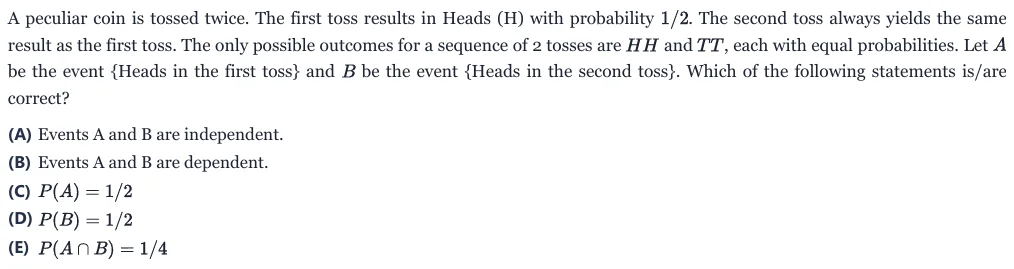 A peculiar coin is tossed twice. The first toss results in Heads (H) with probability 1/2. The second toss always yields the same
result as the first toss. The only possible outcomes for a sequence of 2 tosses are HH and TT, each with equal probabilities. Let A
be the event {Heads in the first toss} and B be the event {Heads in the second toss}. Which of the following statements is/are
correct?
(A) Events A and B are independent.
(B) Events A and B are dependent.
(C) P(A) = 1/2
(D) P(B) = 1/2
(E) P(A ∩ B) = 1/4